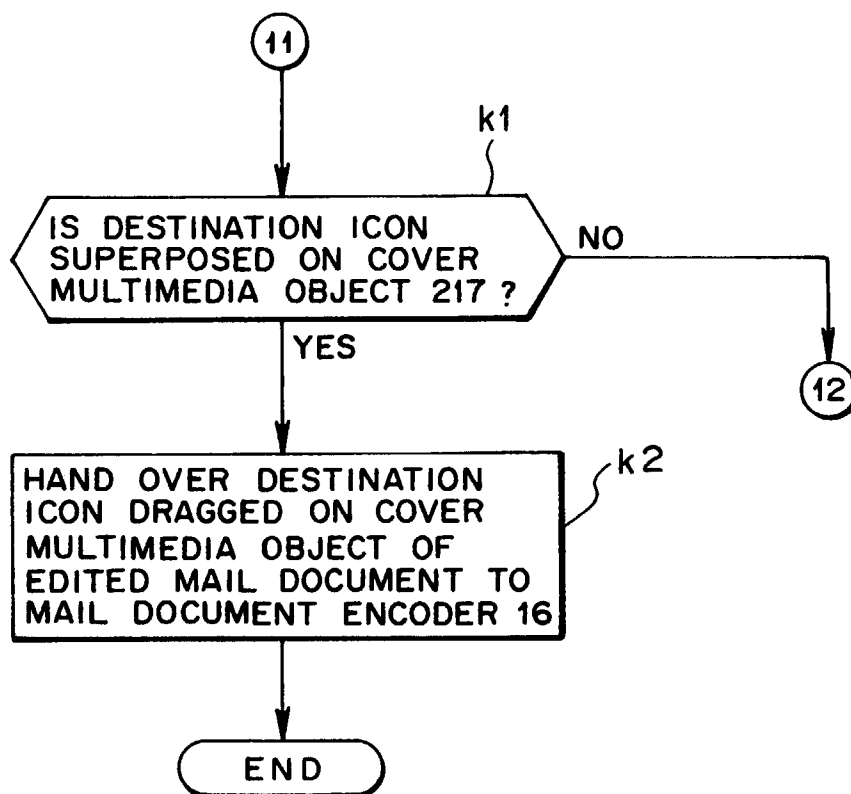 11
k1
IS DESTINATION ICON
SUPERPOSED ON COVER
MULTIMEDIA OBJECT 217 ?
NO
YES
12
k2
HAND OVER DESTINATION
ICON DRAGGED ON COVER
MULTIMEDIA OBJECT OF
EDITED MAIL DOCUMENT TO
MAIL DOCUMENT ENCODER 16
END